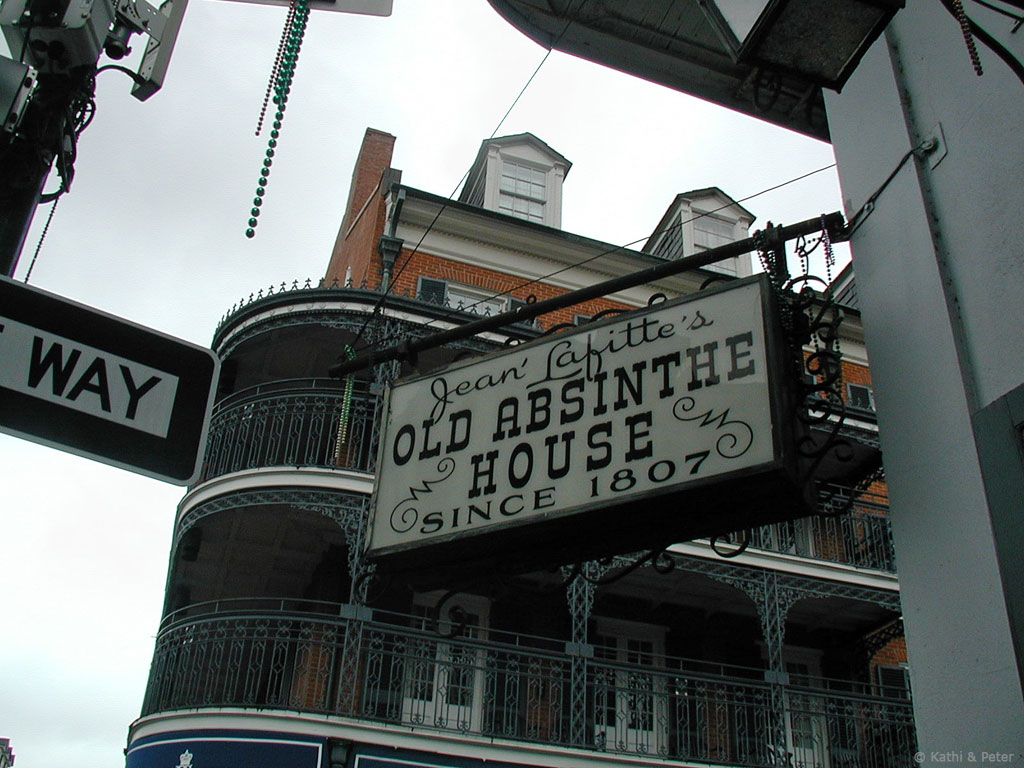 WAY
Jean' Lafitte's
OLD ABSINTHE
HOUSE
SINCE 1807
© Kathi & Peter